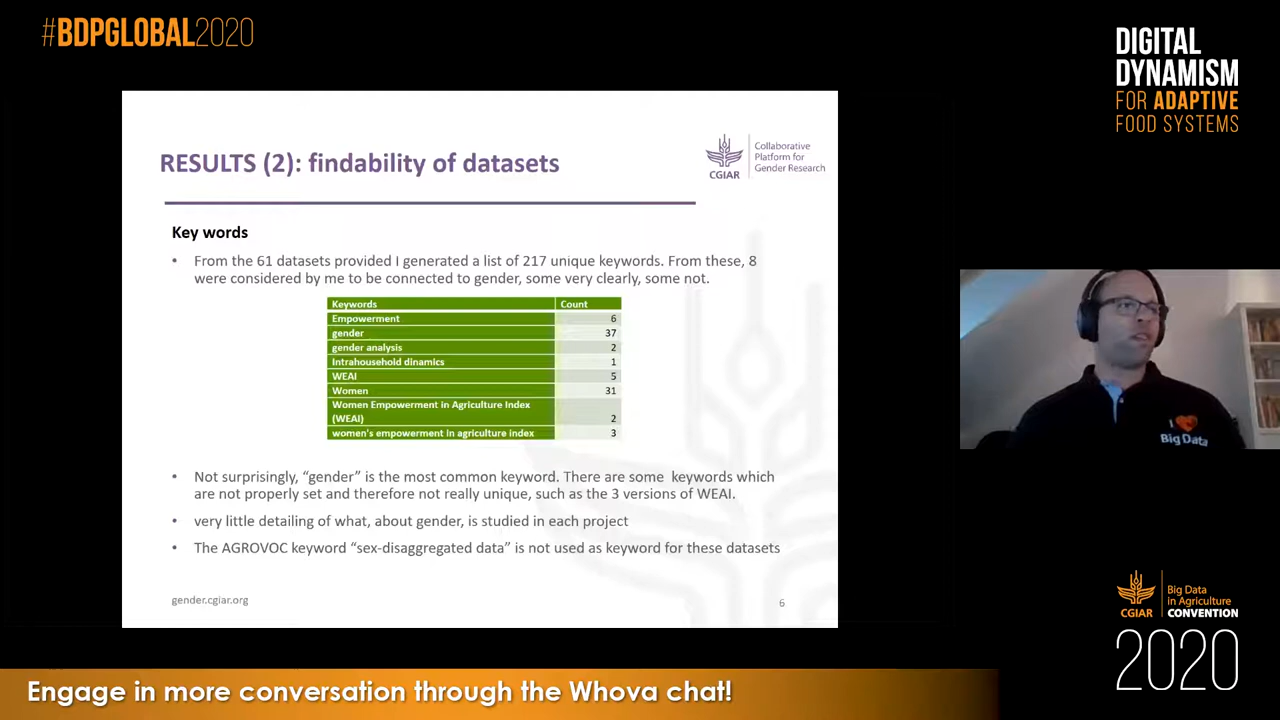 #BDPGLOBAL2020
DIGITAL
DYNAMISM
FOR ADAPTIVE
FOOD SYSTEMS
RESULTS (2): findability of datasets
CGIAR
Collaborative
Platform for
Gender Research
Key words
• From the 61 datasets provided I generated a list of 217 unique keywords. From these, 8
were considered by me to be connected to gender, some very clearly, some not.
Keywords Count
Empowerment 6
gender 37
gender analysis 2
Intrahousehold dinamics 1
WEAI 5
Women 31
Women Empowerment in Agriculture Index
(WEAI) 2
women's empowerment in agriculture index 3
• Not surprisingly, “gender” is the most common keyword. There are some keywords which
are not properly set and therefore not really unique, such as the 3 versions of WEAI.
• very little detailing of what, about gender, is studied in each project
• The AGROVOC keyword “sex-disaggregated data” is not used as keyword for these datasets
gender.cgiar.org
6
I
Big Data
CGIAR
Big Data
in Agriculture
CONVENTION
2020
Engage in more conversation through the Whova chat!